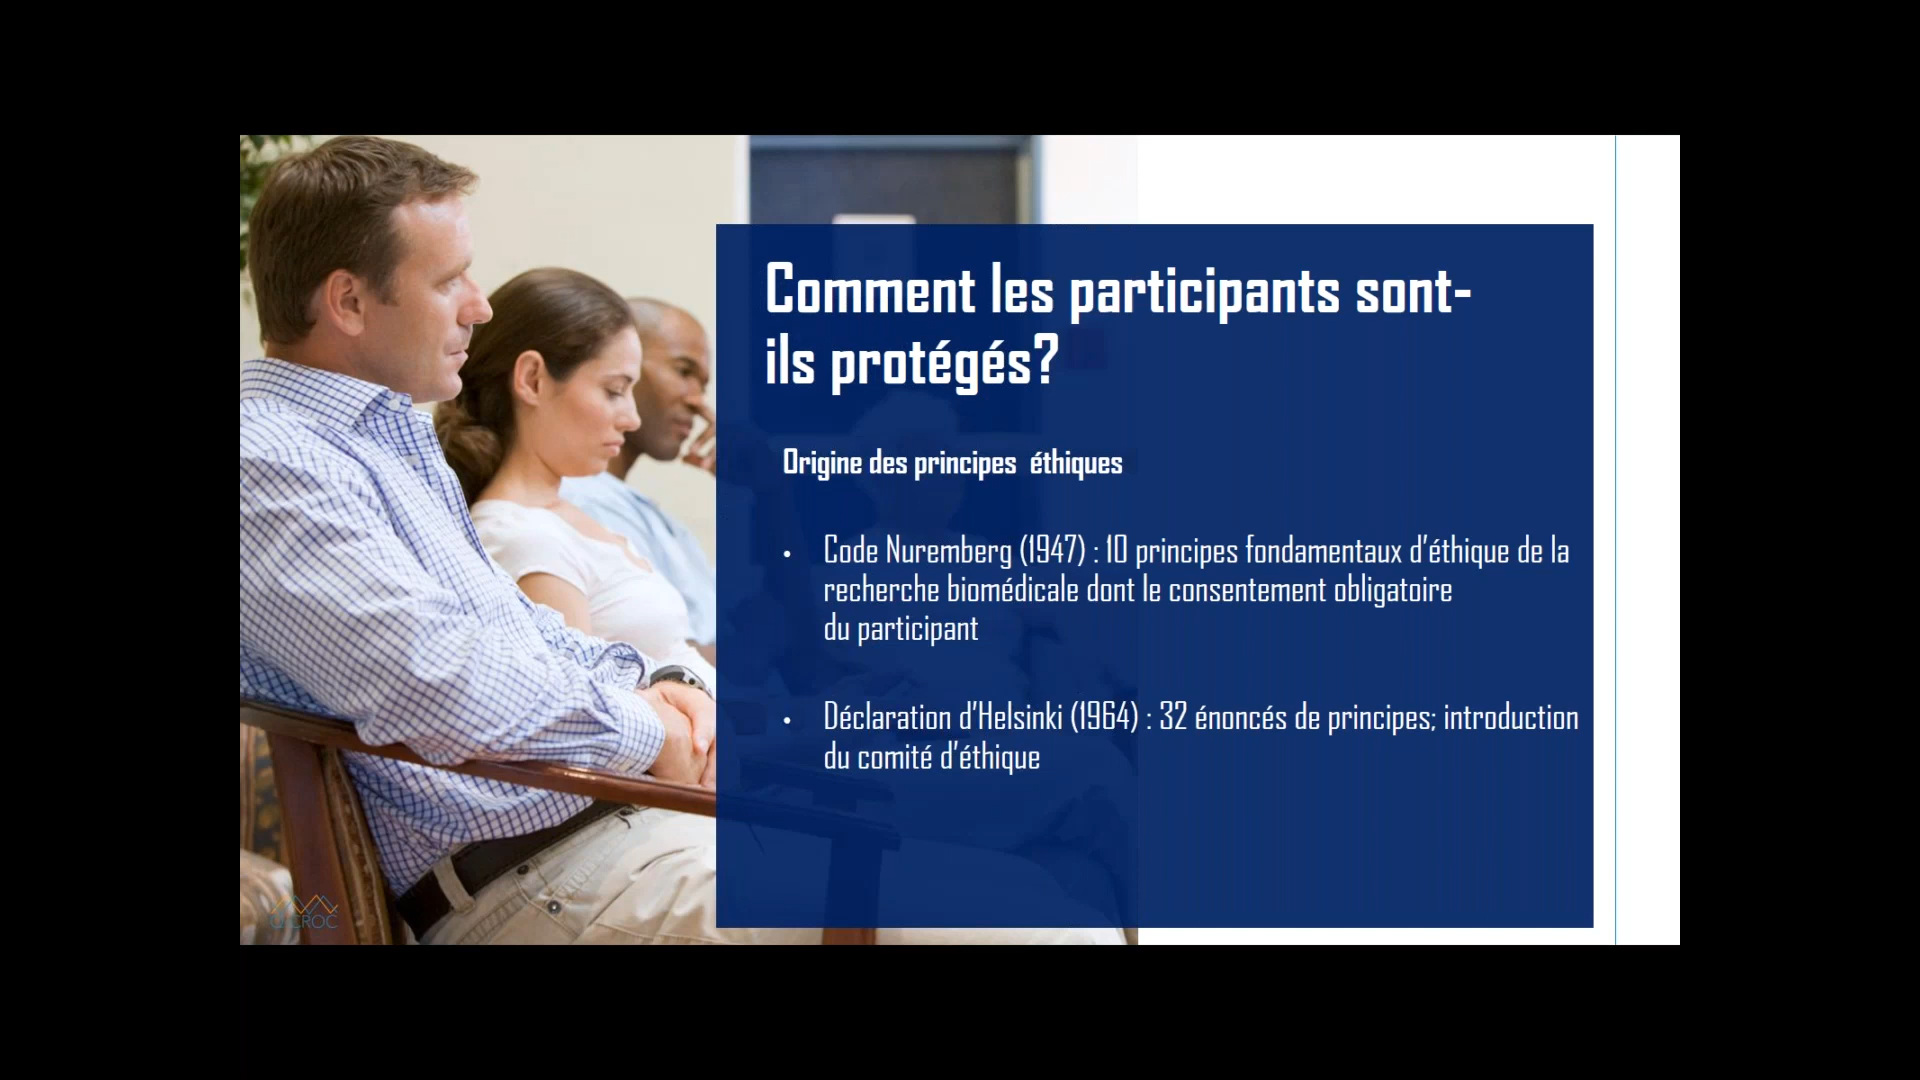 Comment les participants sont-
ils protégés?
Origine des principes éthiques
• Code Nuremberg (1947) : 10 principes fondamentaux d'éthique de la
recherche biomédicale dont le consentement obligatoire
du participant
• Déclaration d'Helsinki (1964) : 32 énoncés de principes; introduction
du comité d'éthique